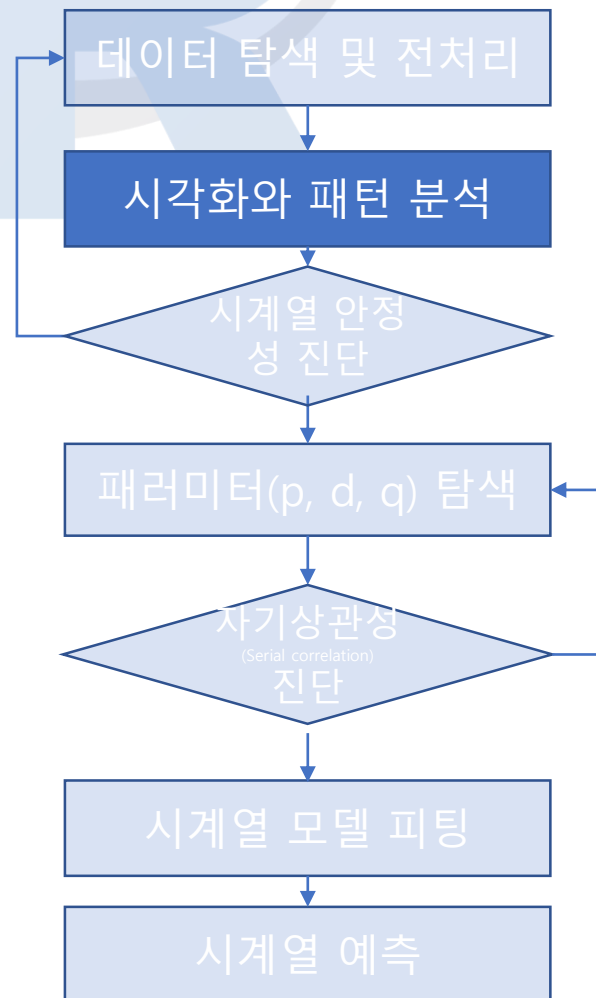 데이터 탐색 및 전처리
시각화와 패턴 분석
시계열 안정
성 진단
패러미터(p, d, q) 탐색
자기상관성
(Serial correlation)
진단
시계열 모델 피팅
시계열 예측